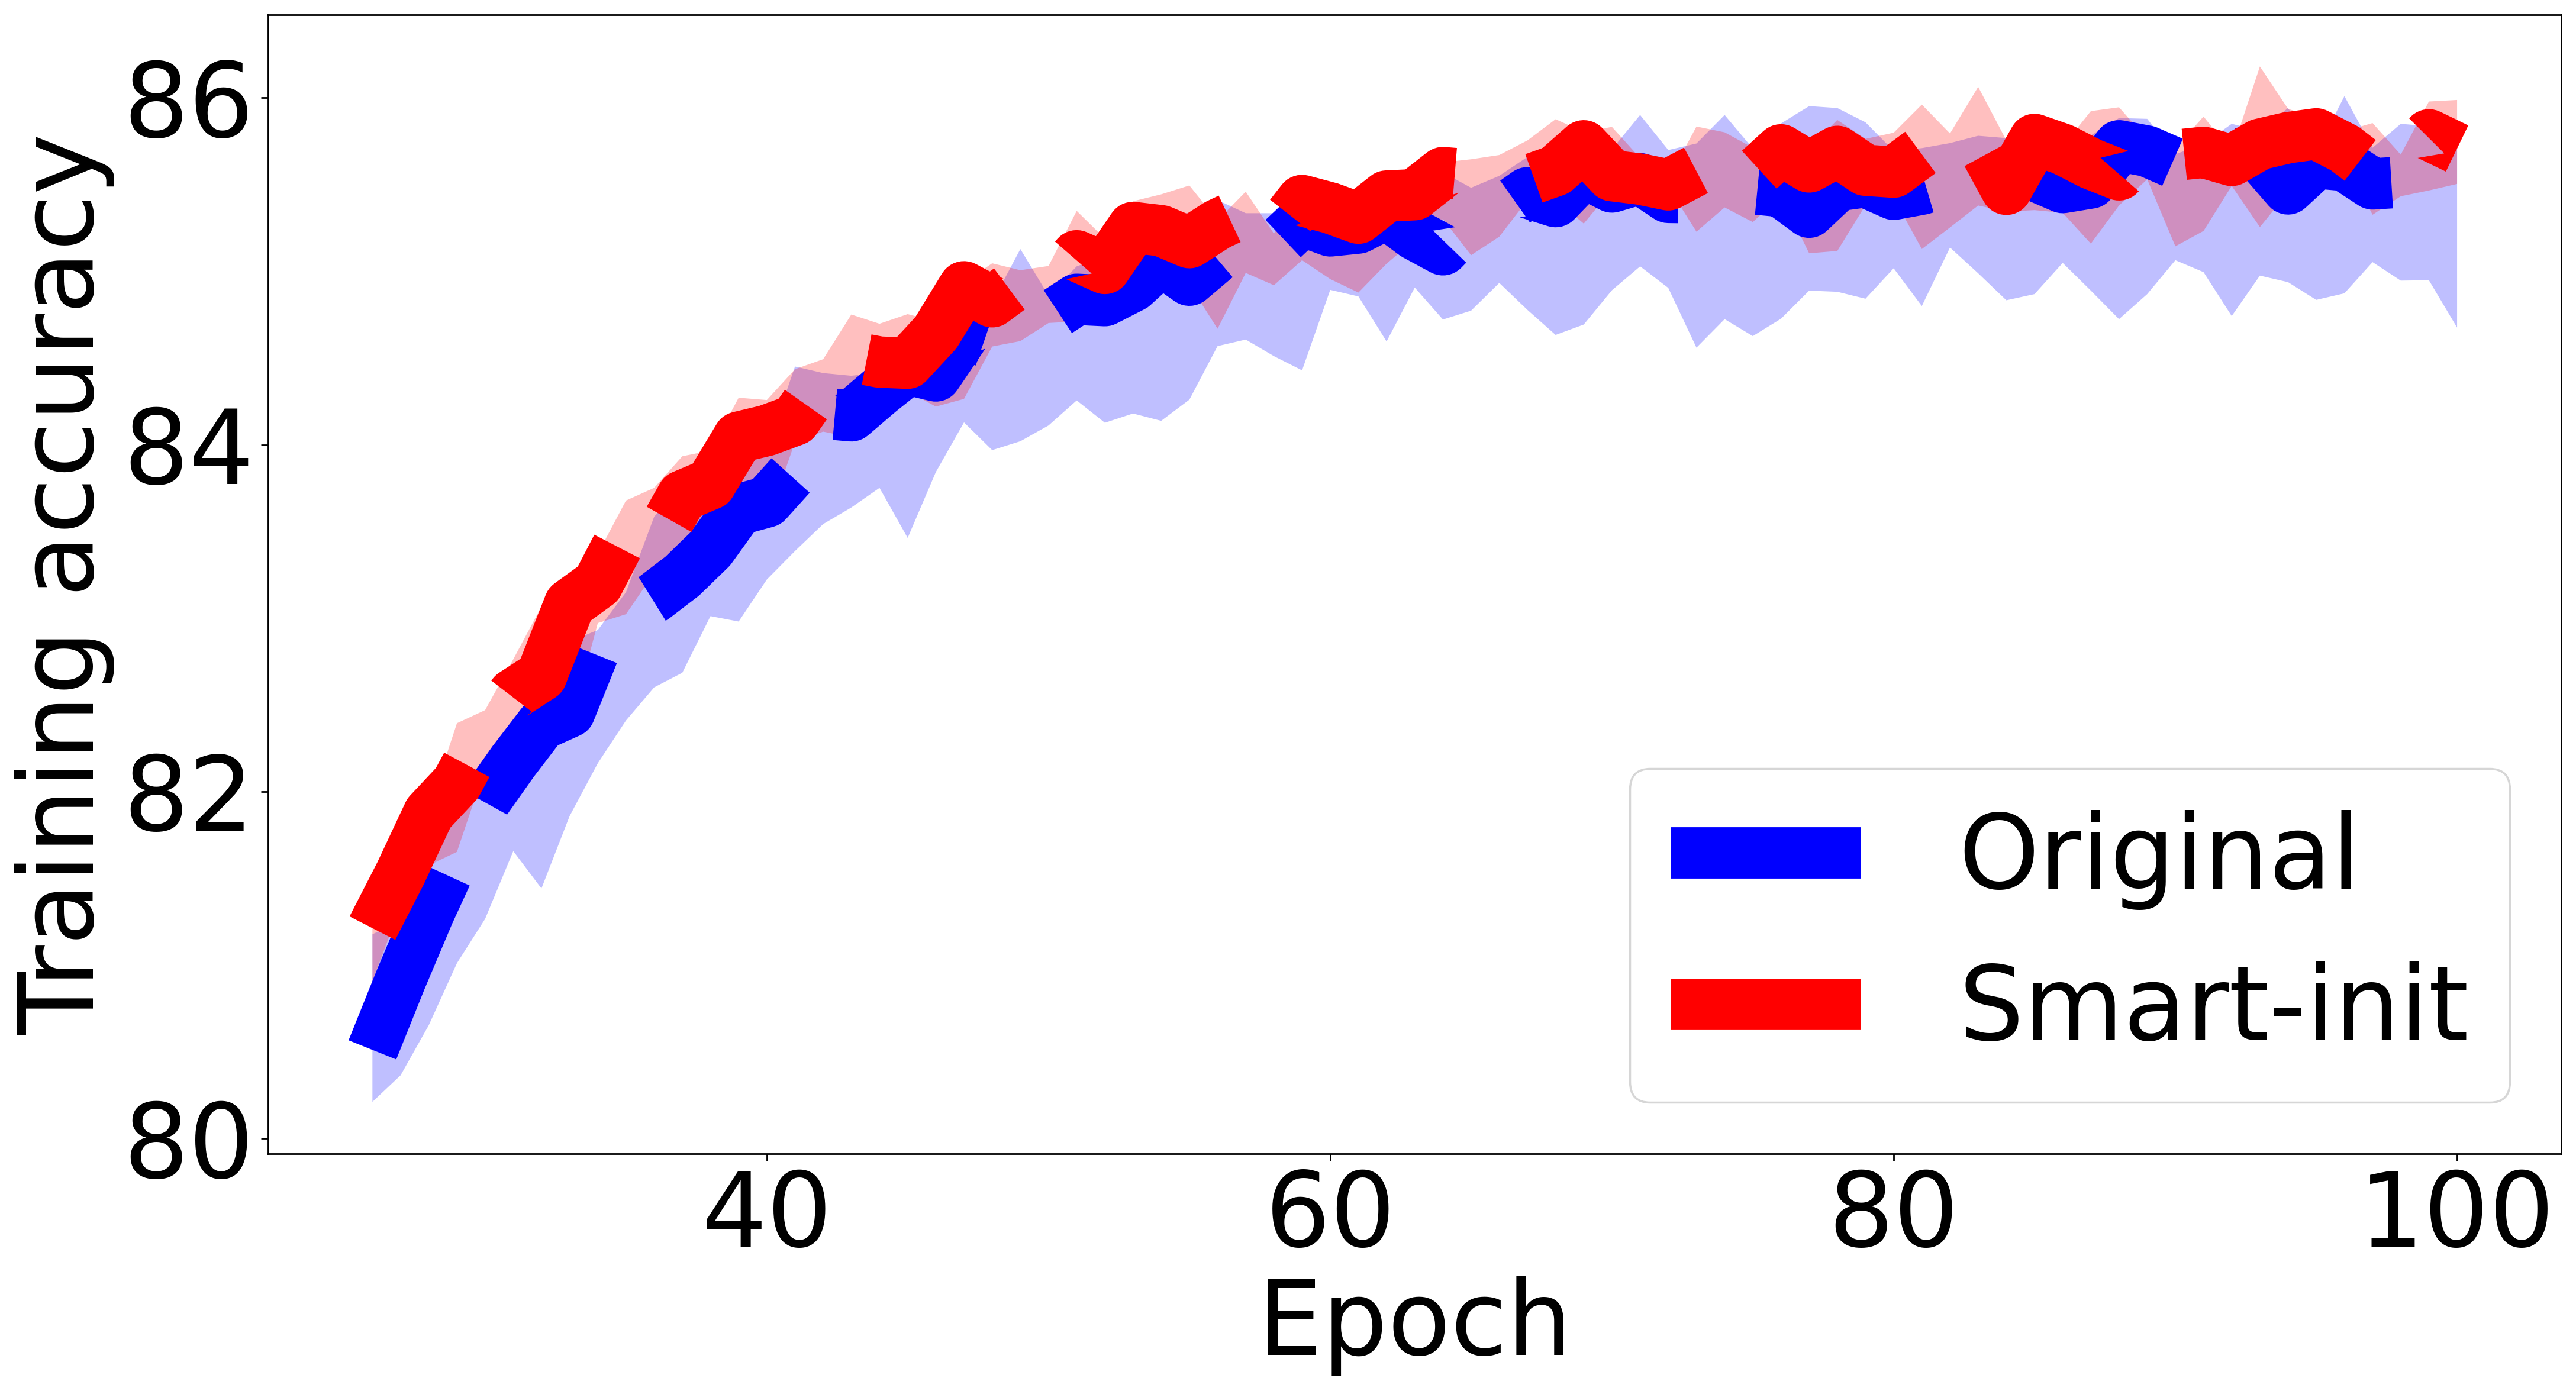 Training accuracy
86
84
82
80
40 60 80 100
Epoch
Original
Smart-init